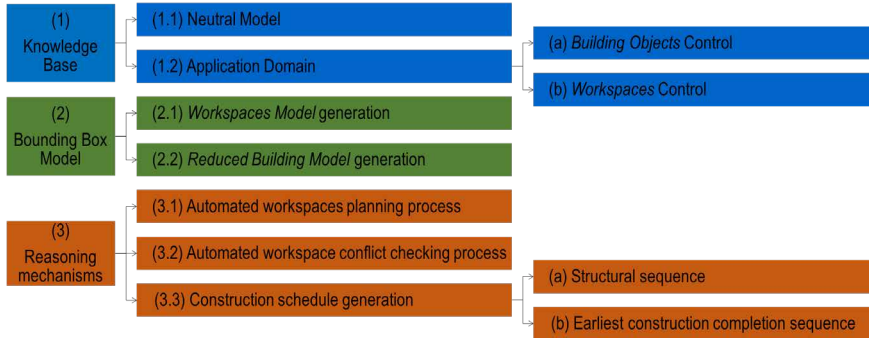 (1)
Knowledge
Base
(1.1) Neutral Model
(1.2) Application Domain
(a) Building Objects Control
(b) Workspaces Control
(2)
Bounding Box
Model
(2.1) Workspaces Model generation
(2.2) Reduced Building Model generation
(3)
Reasoning
mechanisms
(3.1) Automated workspaces planning process
(3.2) Automated workspace conflict checking process
(3.3) Construction schedule generation
(a) Structural sequence
(b) Earliest construction completion sequence